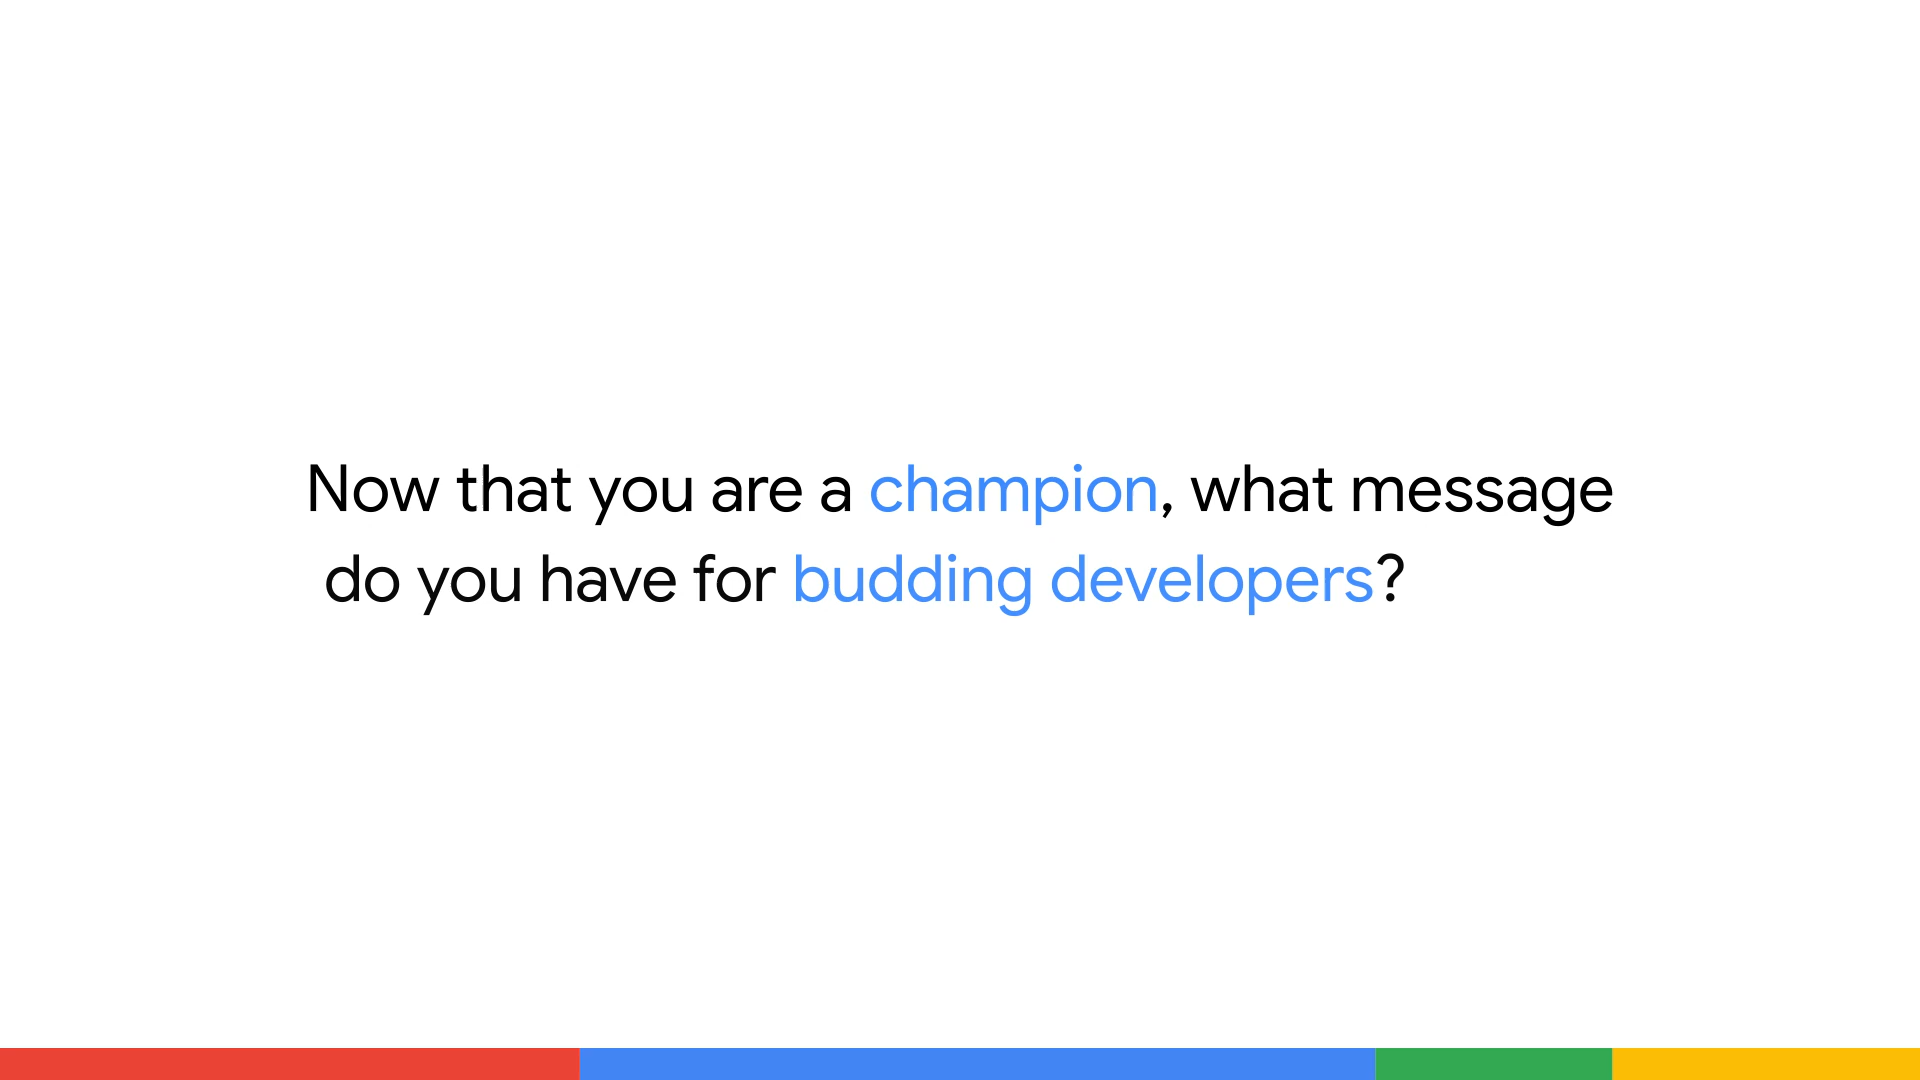 Now that you are a champion, what message
do you have for budding developers?